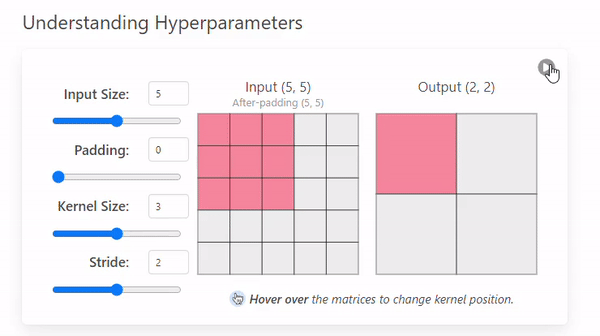 Understanding Hyperparameters
Input Size: 5
Padding: 0
Kernel Size: 3
Stride: 2
Input (5, 5)
After-padding (5, 5)
Output (2, 2)
Hover over the matrices to change kernel position.